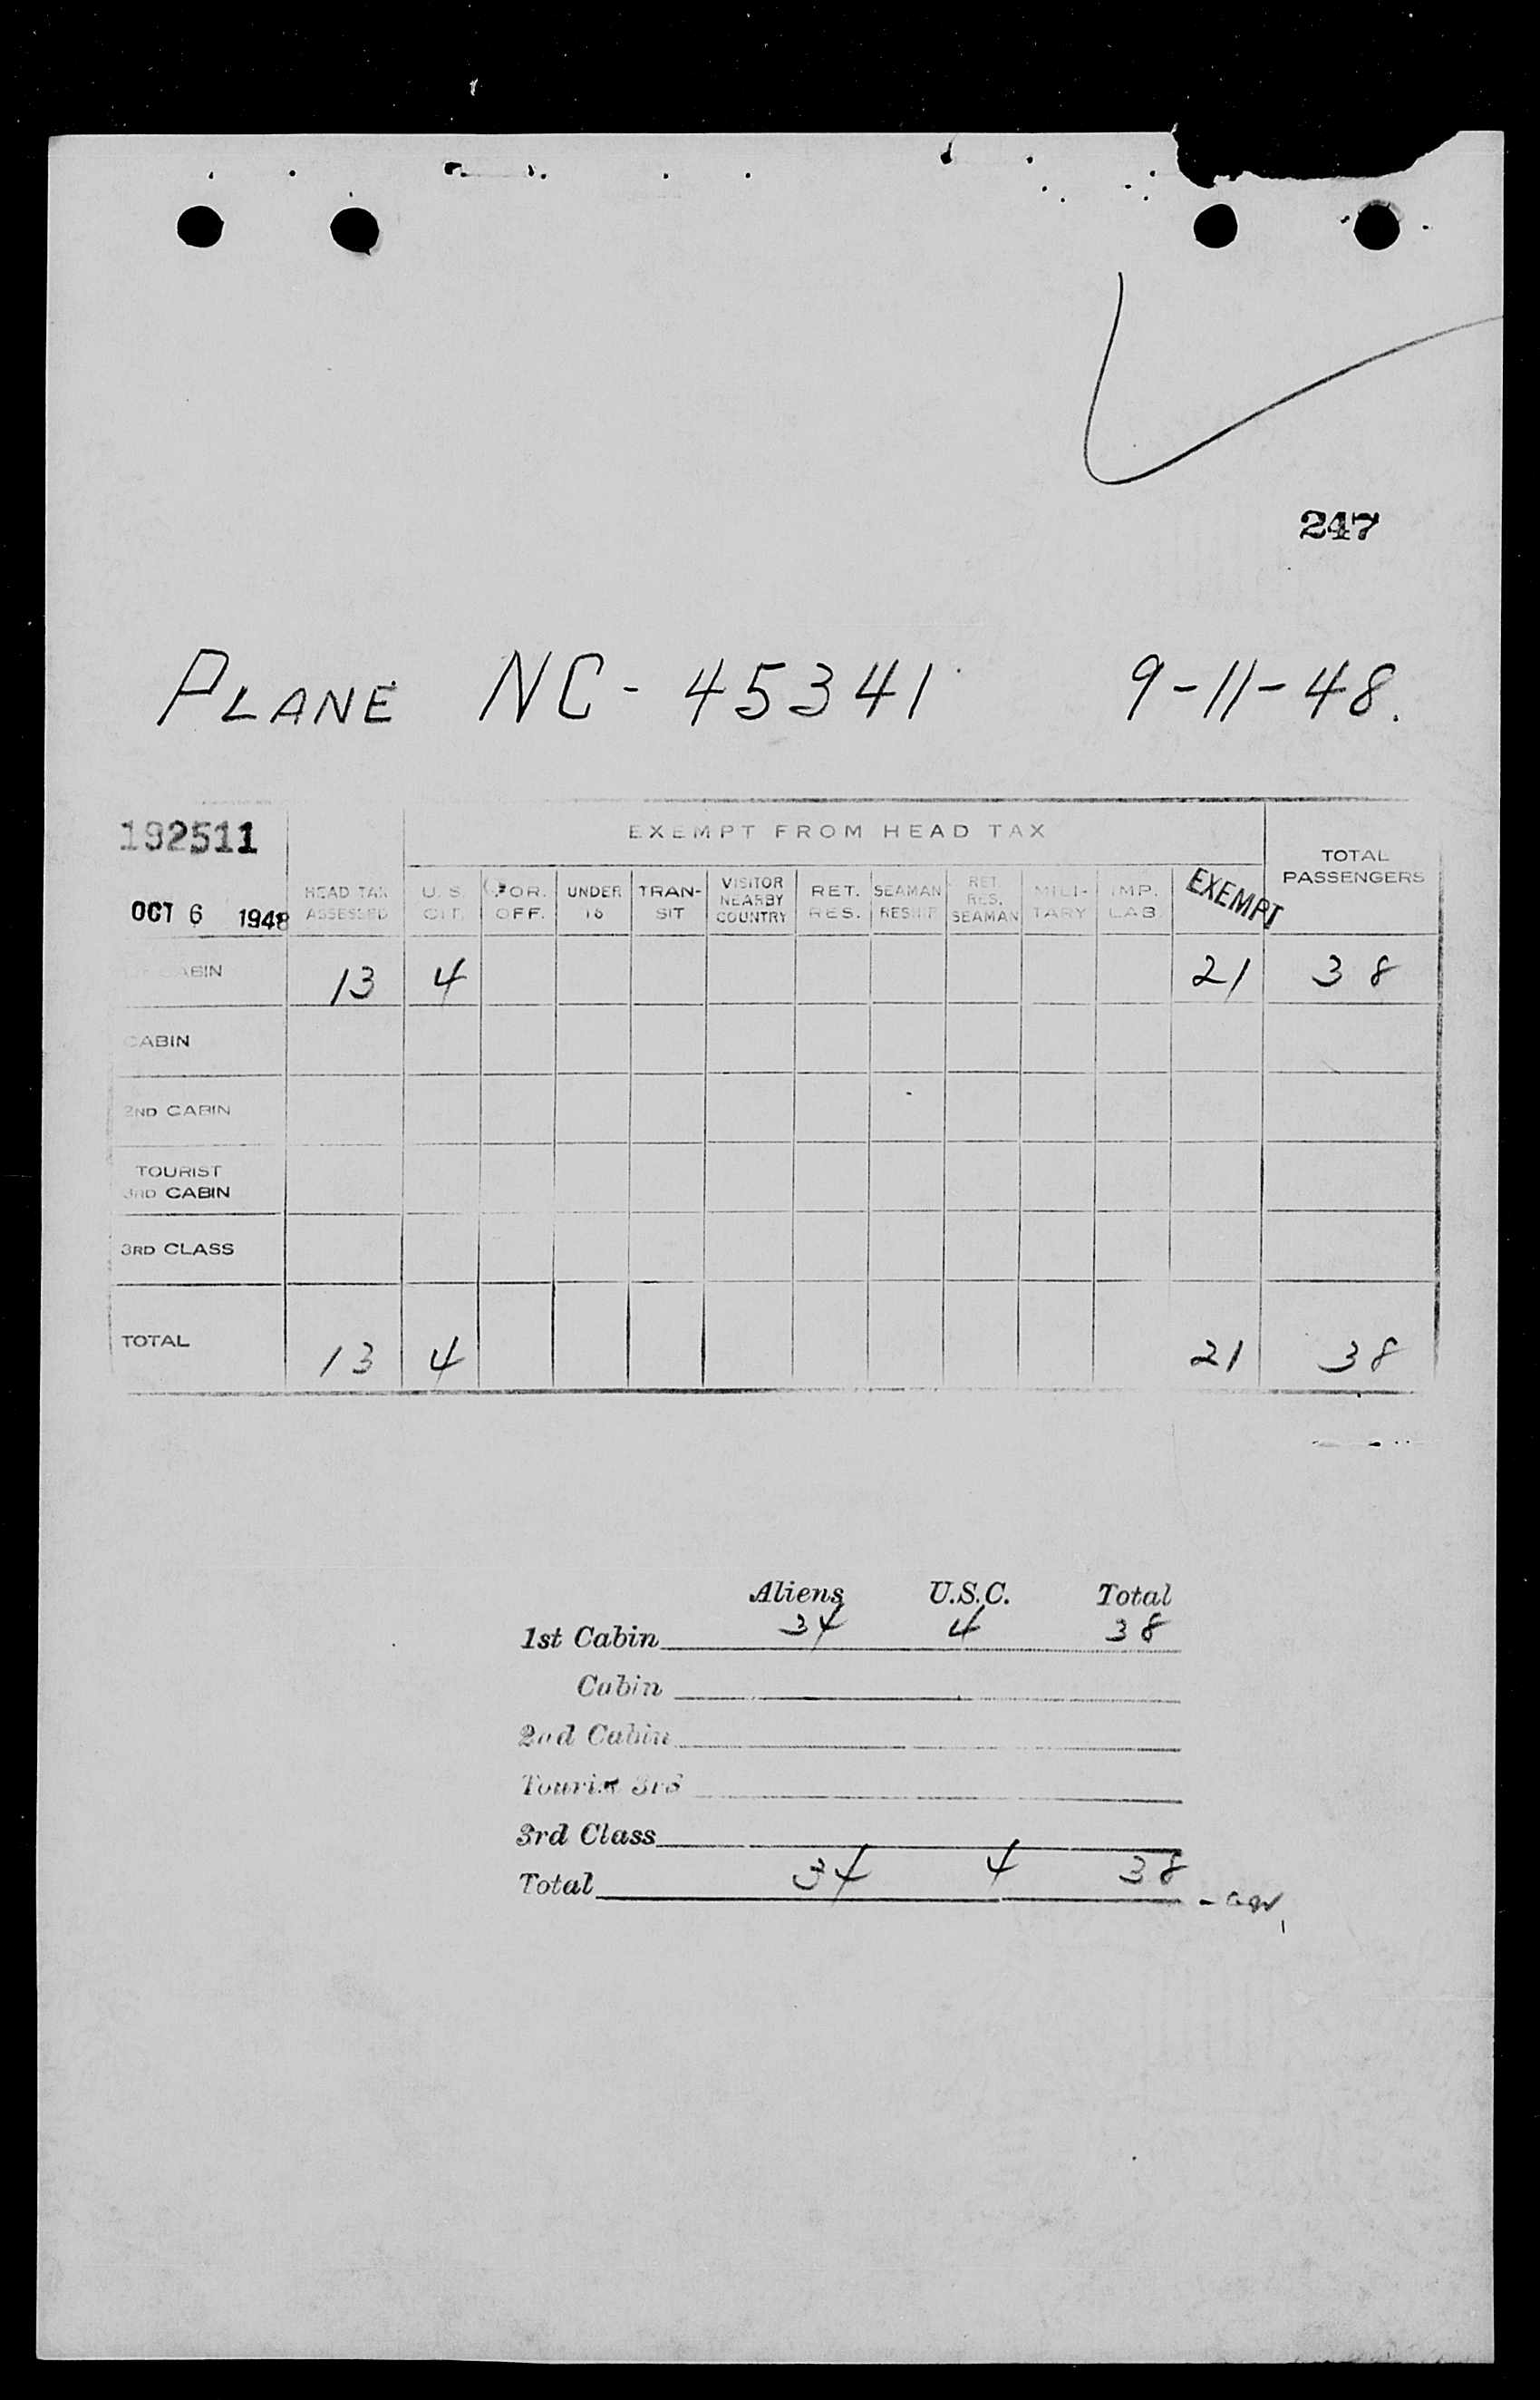 247
PLANE NC-45341 9-11-48.
192511
EXEMPT FROM HEAD TAX
TOTAL PASSENGERS
OCT 6 1948
HEAD TAX ASSESSED
U. S. CIT.
FOR. OFF.
UNDER 16
TRAN- SIT
VISITOR NEARBY COUNTRY
RET. RES.
SEAMAN
RET. RES. SEAMAN
MILI- TARY
IMP. LAB.
EXEMPT
CABIN 13 4 21 38
CABIN
2ND CABIN
TOURIST
3RD CABIN
3RD CLASS
TOTAL 13 4 21 38
Aliens U.S.C. Total
1st Cabin 34 4 38
Cabin
2nd Cabin
Tourist 3rd
3rd Class
Total 34 4 38